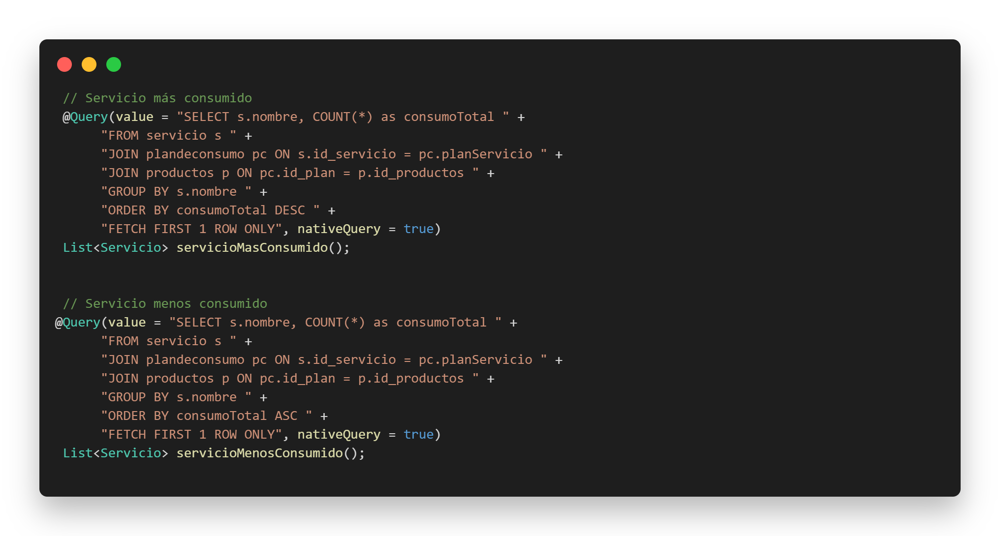 // Servicio más consumido
@Query(value = "SELECT s.nombre, COUNT(*) as consumoTotal " +
"FROM servicio s " +
"JOIN plandeconsumo pc ON s.id_servicio = pc.planServicio " +
"JOIN productos p ON pc.id_plan = p.id_productos " +
"GROUP BY s.nombre " +
"ORDER BY consumoTotal DESC " +
"FETCH FIRST 1 ROW ONLY", nativeQuery = true)
List<Servicio> servicioMasConsumido();
// Servicio menos consumido
@Query(value = "SELECT s.nombre, COUNT(*) as consumoTotal " +
"FROM servicio s " +
"JOIN plandeconsumo pc ON s.id_servicio = pc.planServicio " +
"JOIN productos p ON pc.id_plan = p.id_productos " +
"GROUP BY s.nombre " +
"ORDER BY consumoTotal ASC " +
"FETCH FIRST 1 ROW ONLY", nativeQuery = true)
List<Servicio> servicioMenosConsumido();